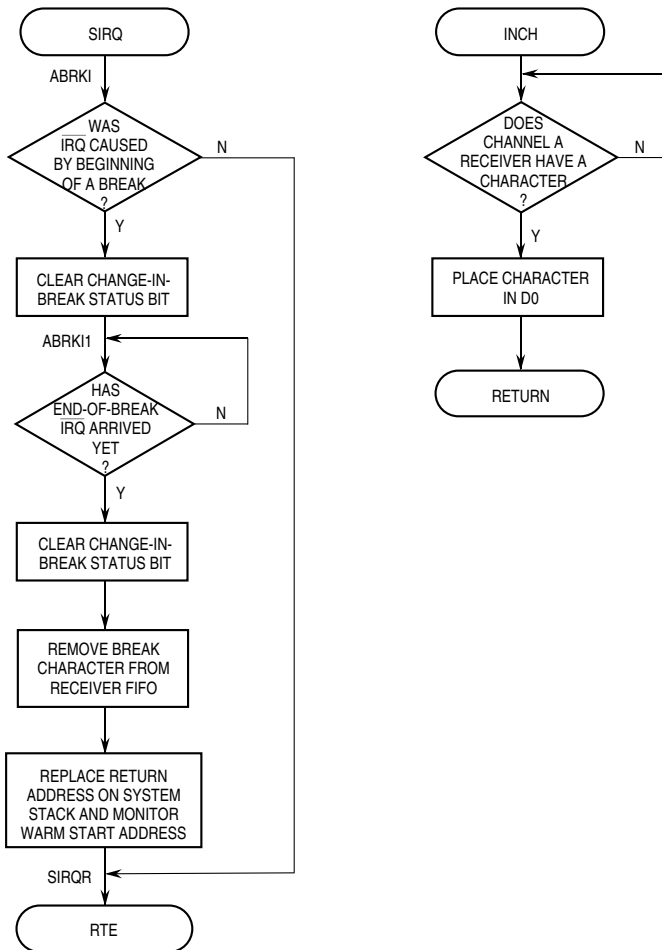 SIRQ
ABRKI
WAS
IRQ CAUSED
BY BEGINNING
OF A BREAK
?
N
Y
CLEAR CHANGE-IN-
BREAK STATUS BIT
ABRKI1
HAS
END-OF-BREAK
IRQ ARRIVED
YET
?
N
Y
CLEAR CHANGE-IN-
BREAK STATUS BIT
REMOVE BREAK
CHARACTER FROM
RECEIVER FIFO
REPLACE RETURN
ADDRESS ON SYSTEM
STACK AND MONITOR
WARM START ADDRESS
SIRQR
RTE
INCH
DOES
CHANNEL A
RECEIVER HAVE A
CHARACTER
?
N
Y
PLACE CHARACTER
IN D0
RETURN